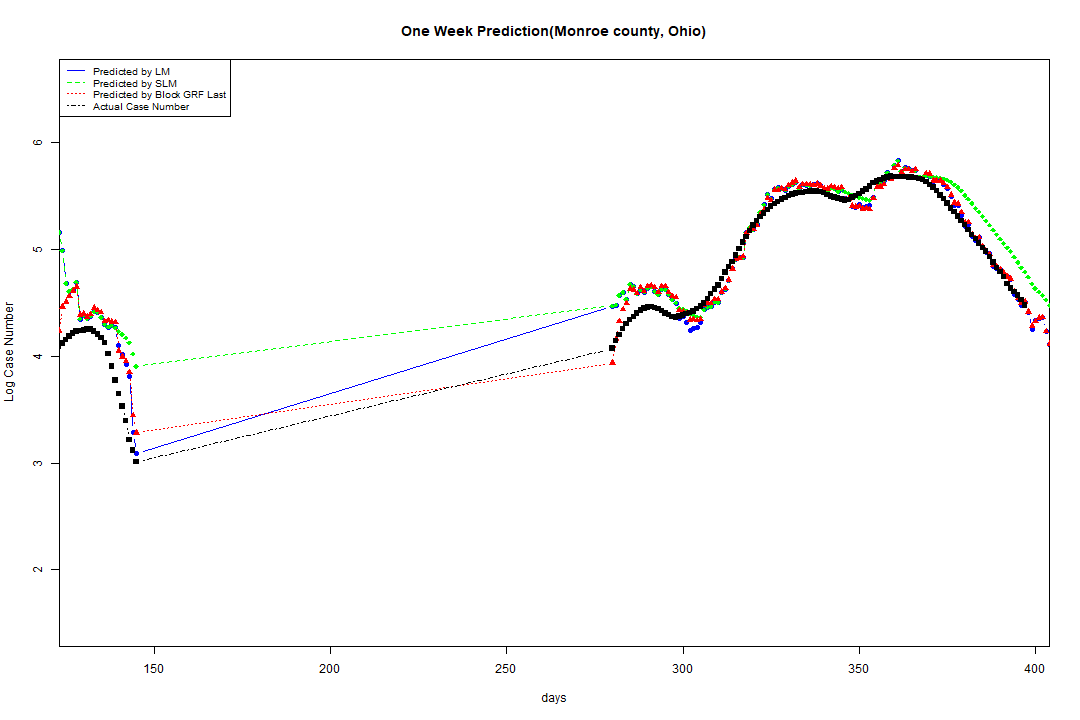 One Week Prediction(Monroe county, Ohio)
Predicted by LM
Predicted by SLM
Predicted by Block GRF Last
Actual Case Number
Log Case Number
6
5
4
3
2
150
200
250
300
350
400
days